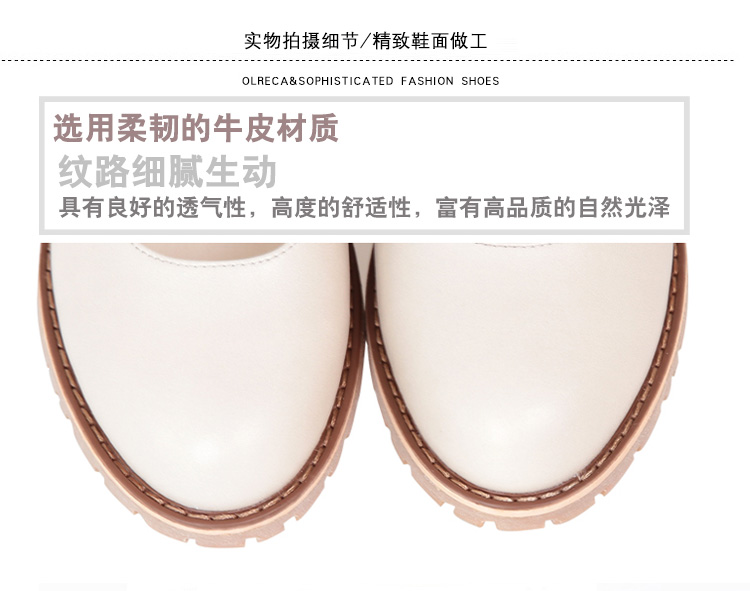 实物拍摄细节/精致鞋面做工
OLRECA&SOPHISTICATED FASHION SHOES
选用柔韧的牛皮材质
纹路细腻生动
具有良好的透气性，高度的舒适性，富有高品质的自然光泽